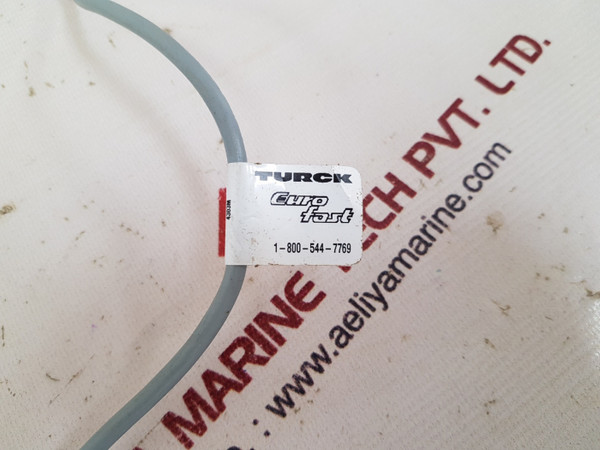 TURCK
Euro
fast
1-800-544-7769
MARINE TECH PVT. LTD.
: www.aeliyamarine.com